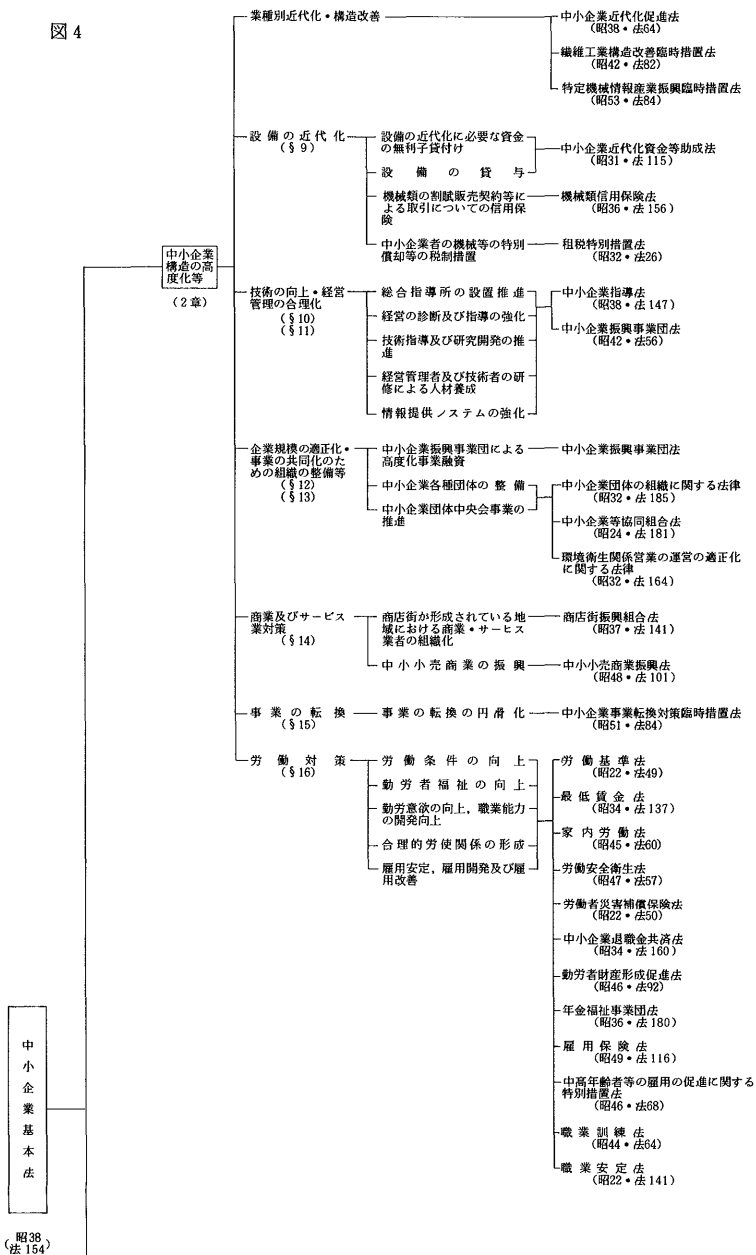 図4
業種別近代化・構造改善
中小企業近代化促進法
(昭38・法64)
繊維工業構造改善臨時措置法
(昭42・法82)
特定機械情報産業振興臨時措置法
(昭53・法84)
設備の近代化
(§9)
設備の近代化に必要な資金
の無利子貸付け
設備の貸与
中小企業近代化資金等助成法
(昭31・法115)
機械類の割賦販売契約等に
よる取引についての信用保
険
機械類信用保険法
(昭36・法156)
中小企業者の機械等の特別
償却等の税制措置
租税特別措置法
(昭32・法26)
中小企業
構造の高
度化等
(2章)
技術の向上・経営
管理の合理化
(§10)
(§11)
総合指導所の設置推進
経営の診断及び指導の強化
技術指導及び研究開発の推
進
経営管理者及び技術者の研
修による人材養成
情報提供ノステムの強化
中小企業指導法
(昭38・法147)
中小企業振興事業団法
(昭42・法56)
企業規模の適正化・
事業の共同化のた
めの組織の整備等
(§12)
(§13)
中小企業振興事業団による
高度化事業融資
中小企業振興事業団法
中小企業各種団体の整備
中小企業団体中央会事業の
推進
中小企業団体の組織に関する法律
(昭32・法185)
中小企業等協同組合法
(昭24・法181)
環境衛生関係営業の運営の適正化
に関する法律
(昭32・法164)
商業及びサービス
業対策
(§14)
商店街か形成されている地
域における商業・サービス
業者の組織化
商店街振興組合法
(昭37・法141)
中小小売商業の振興
中小小売商業振興法
(昭48・法101)
事業の転換
(§15)
事業の転換の円滑化
中小企業事業転換対策臨時措置法
(昭51・法84)
労働対策
(§16)
労働条件の向上
勤労者福祉の向上
勤労意欲の向上，職業能力
の開発向上
合理的労使関係の形成
雇用安定，雇用開発及び雇
用改善
労働基準法
(昭22・法49)
最低賃金法
(昭34・法137)
家内労働法
(昭45・法60)
労働安全衛生法
(昭47・法57)
労働者災害補償保険法
(昭22・法50)
中小企業退職金共済法
(昭34・法160)
勤労者財産形成促進法
(昭46・法92)
年金福祉事業団法
(昭36・法180)
雇用保険法
(昭49・法116)
中高年齢者等の雇用の促進に関する
特別措置法
(昭46・法68)
職業訓練法
(昭44・法64)
職業安定法
(昭22・法141)
中小企業基本法
(昭38
法154)